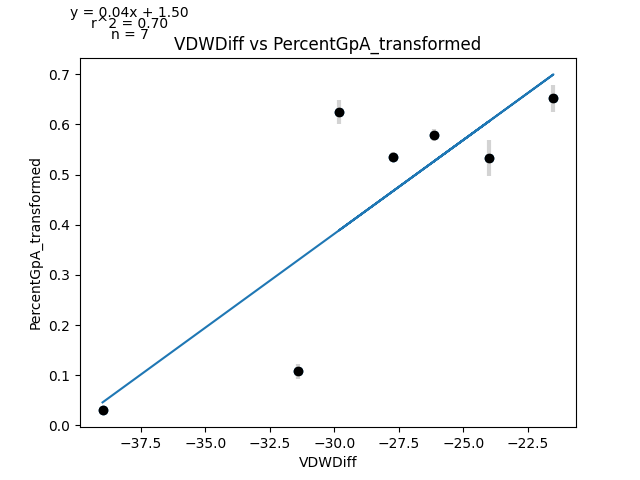 y = 0.04x + 1.50
r^2 = 0.70
n = 7
VDWDiff vs PercentGpA_transformed
PercentGpA_transformed
0.7
0.6
0.5
0.4
0.3
0.2
0.1
0.0
−37.5 −35.0 −32.5 −30.0 −27.5 −25.0 −22.5
VDWDiff